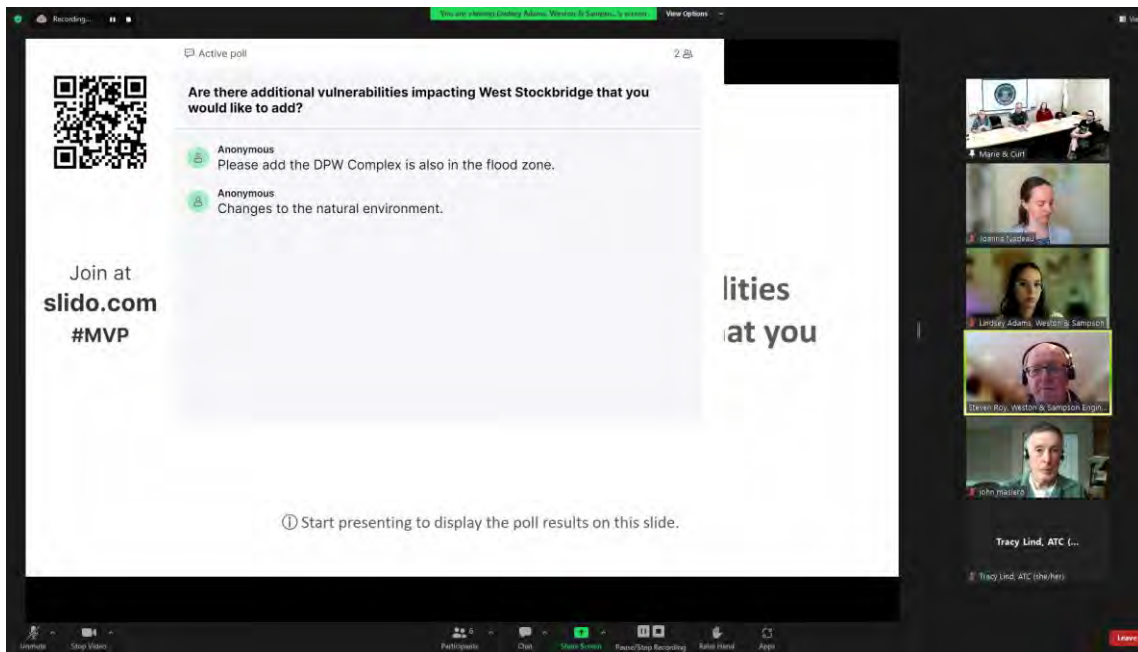 Recording...
You are viewing Lindsey Adams, Weston & Samps...'s screen
View Options
Active poll
2
Are there additional vulnerabilities impacting West Stockbridge that you
would like to add?
Anonymous
Please add the DPW Complex is also in the flood zone.
Anonymous
Changes to the natural environment.
Join at
slido.com
#MVP
lities
at you
Start presenting to display the poll results on this slide.
Marie & Curt
Joanna Nadeau
Lindsey Adams, Weston & Sampson
Steven Roy, Weston & Sampson Engin...
john masiero
Tracy Lind, ATC (...
Tracy Lind, ATC (she/her)
Unmute
Stop Video
Participants
6
Chat
Share Screen
Pause/Stop Recording
Raise Hand
Apps
Leave